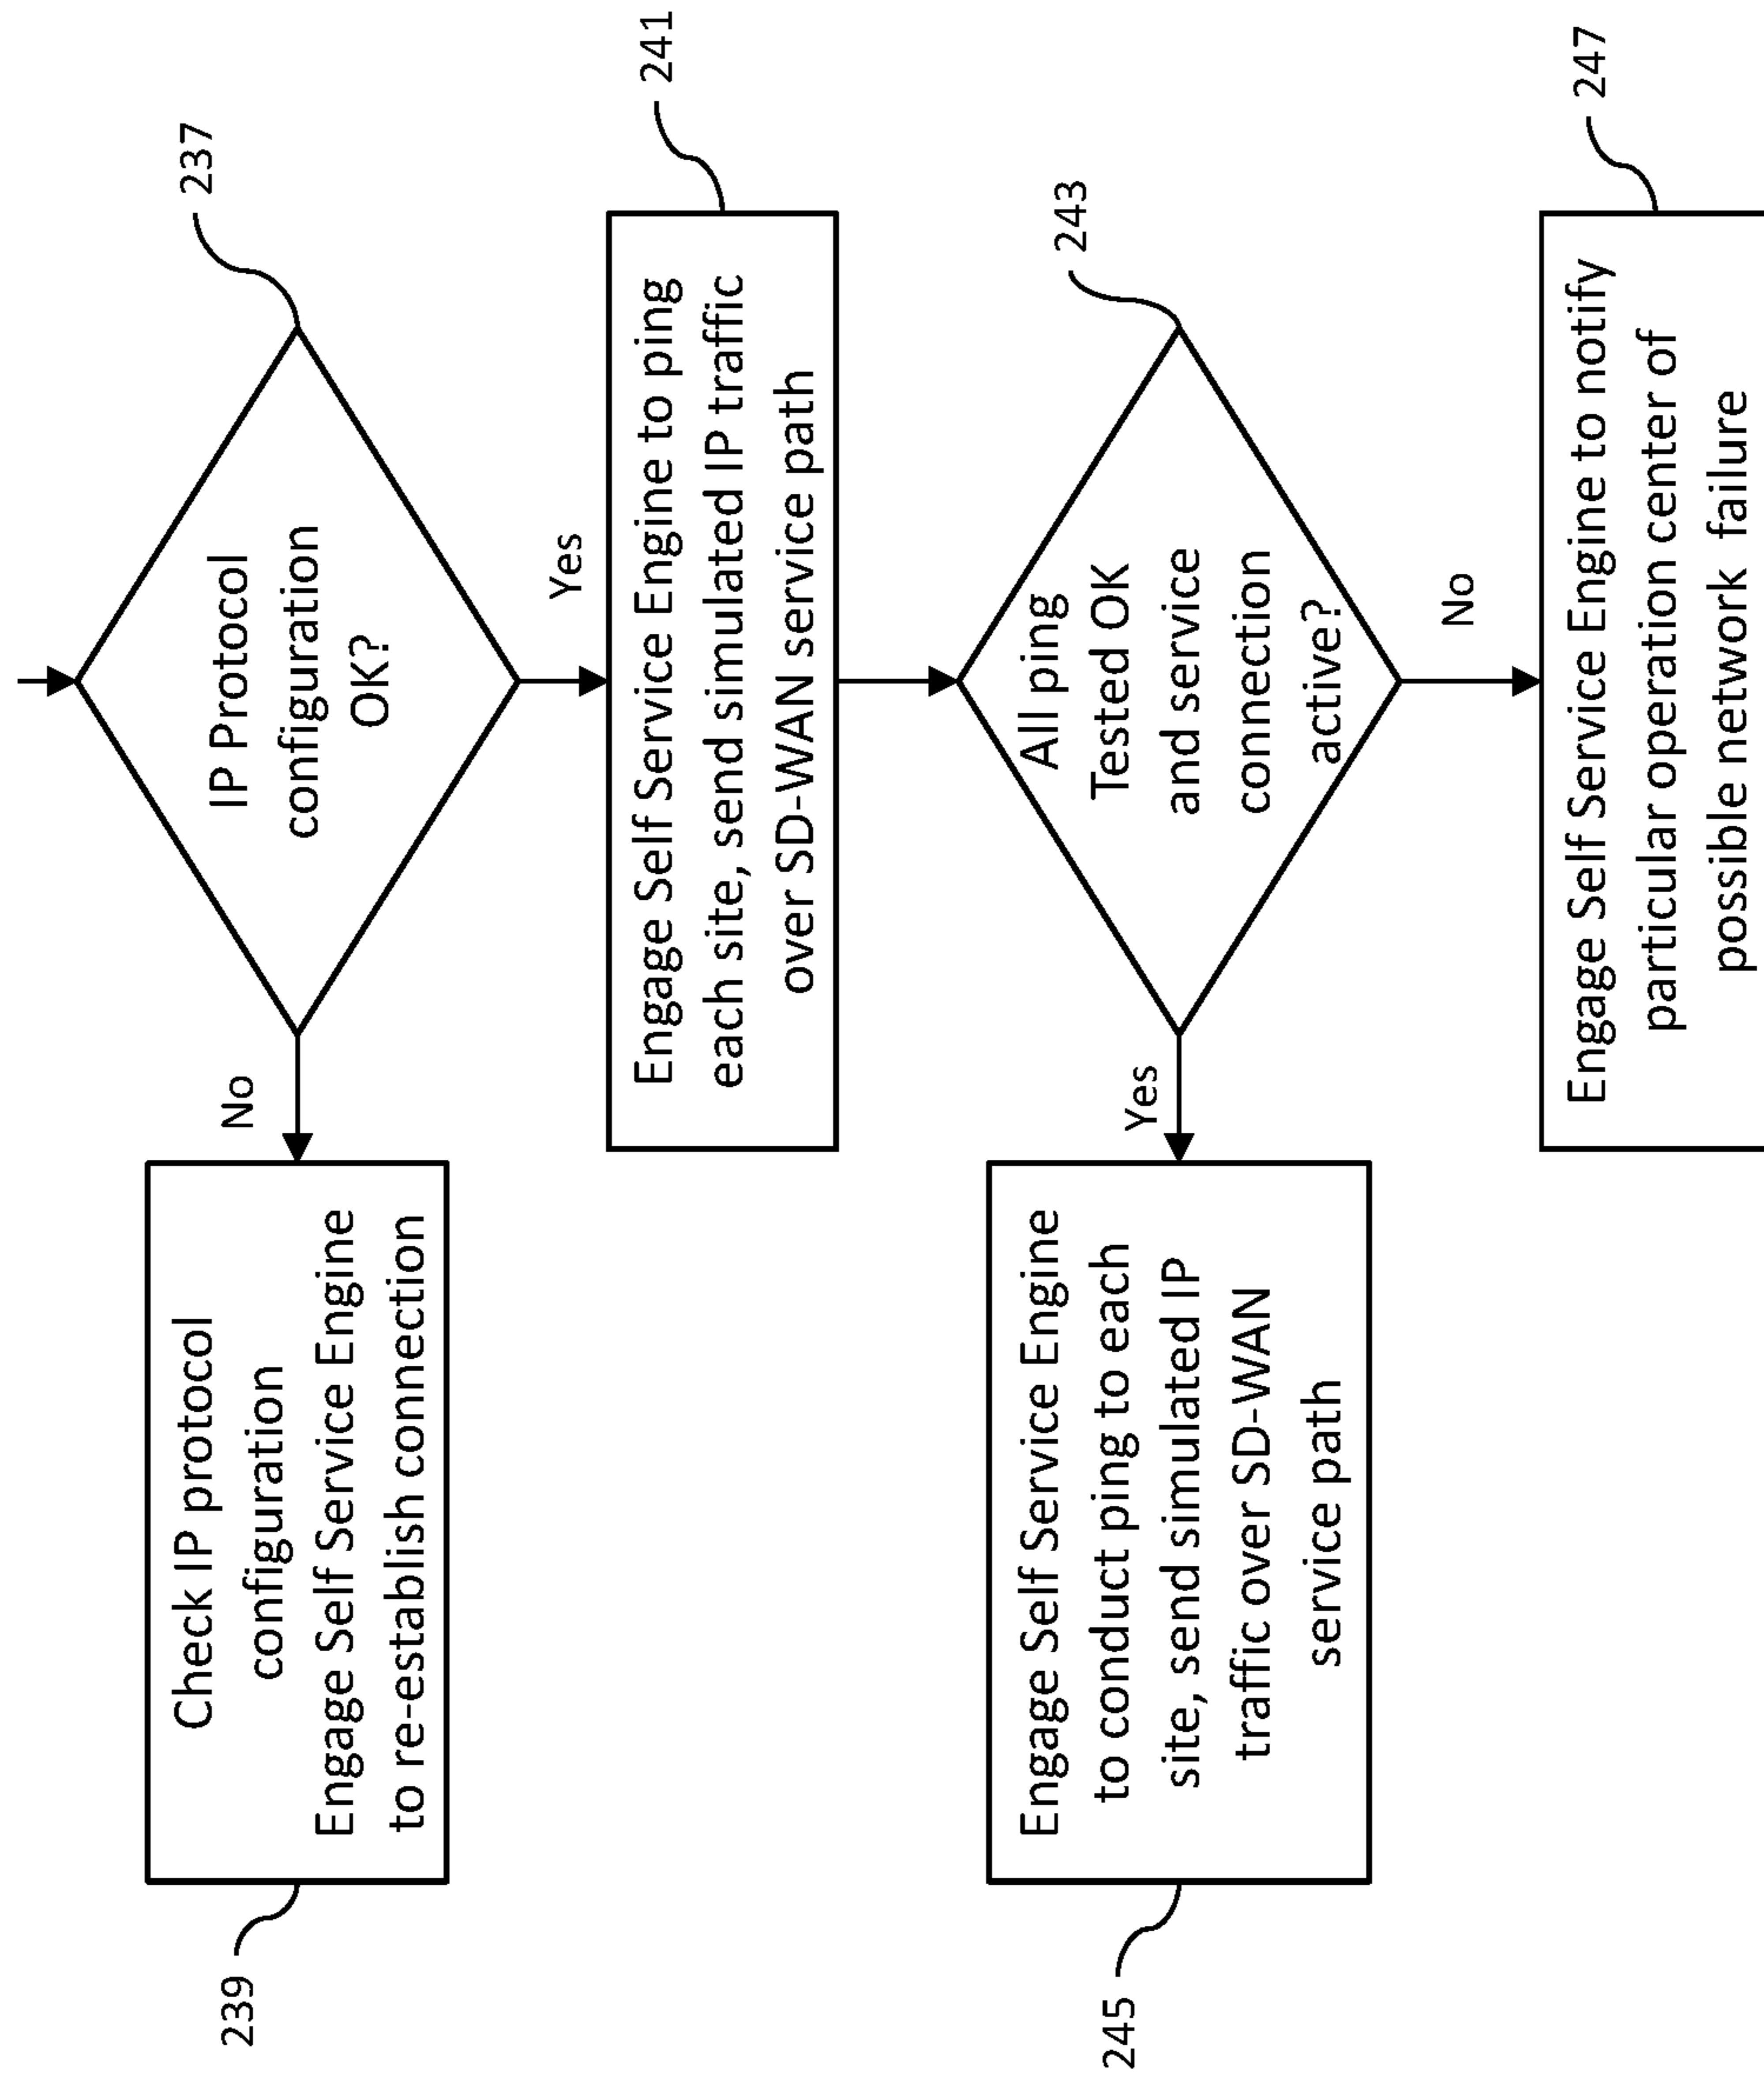 237
IP Protocol
configuration
OK?
No
239
Check IP protocol
configuration
Engage Self Service Engine
to re-establish connection
Yes
241
Engage Self Service Engine to ping
each site, send simulated IP traffic
over SD-WAN service path
243
All ping
Tested OK
and service
connection
active?
Yes
245
Engage Self Service Engine
to conduct ping to each
site, send simulated IP
traffic over SD-WAN
service path
No
247
Engage Self Service Engine to notify
particular operation center of
possible network failure